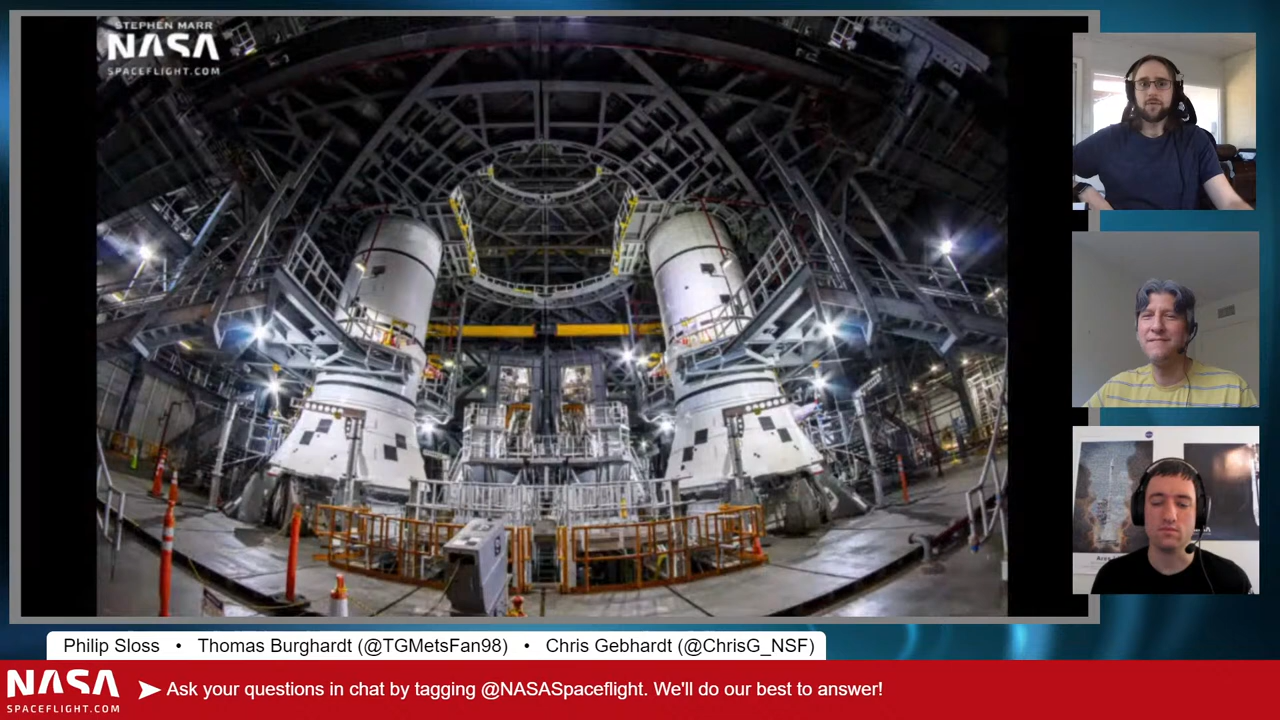 STEPHEN MARR
NASA
SPACEFLIGHT.COM
Philip Sloss • Thomas Burghardt (@TGMetsFan98) • Chris Gebhardt (@ChrisG_NSF)
NASA
SPACEFLIGHT.COM
Ask your questions in chat by tagging @NASASpaceflight. We'll do our best to answer!